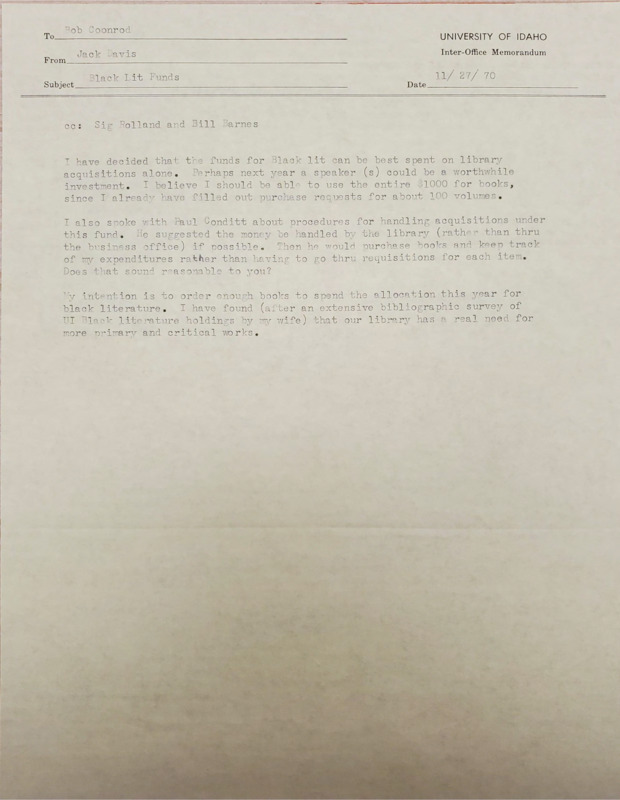 To Bob Coonrod
UNIVERSITY OF IDAHO
Inter-Office Memorandum
From Jack Davis
Subject Black Lit Funds
Date 11/ 27/ 70
cc: Sig Rolland and Bill Barnes
I have decided that the funds for Black lit can be best spent on library
acquisitions alone. Perhaps next year a speaker (s) could be a worthwhile
investment. I believe I should be able to use the entire $1000 for books,
since I already have filled out purchase requests for about 100 volumes.
I also spoke with Paul Conditt about procedures for handling acquisitions under
this fund. He suggested the money be handled by the library (rather than thru
the business office) if possible. Then he would purchase books and keep track
of my expenditures rather than having to go thru requisitions for each item.
Does that sound reasonable to you?
My intention is to order enough books to spend the allocation this year for
black literature. I have found (after an extensive bibliographic survey of
UI Black literature holdings by my wife) that our library has a real need for
more primary and critical works.